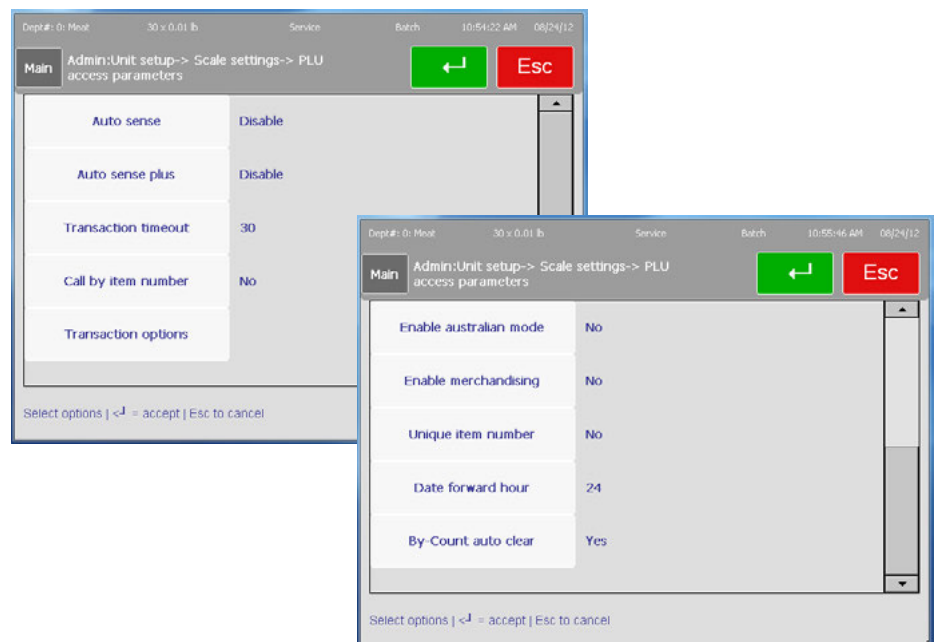 Dept#: 0: Meat 30 x 0.01 lb Service Batch 10:54:22 AM 08/24/12
Main Admin:Unit setup-> Scale settings-> PLU
access parameters
Esc
Auto sense Disable
Auto sense plus Disable
Transaction timeout 30
Call by item number No
Transaction options
Select options | <┘ = accept | Esc to cancel
Dept#: 0: Meat 30 x 0.01 lb Service Batch 10:55:46 AM 08/24/12
Main Admin:Unit setup-> Scale settings-> PLU
access parameters
Esc
Enable australian mode No
Enable merchandising No
Unique item number No
Date forward hour 24
By-Count auto clear Yes
Select options | <┘ = accept | Esc to cancel